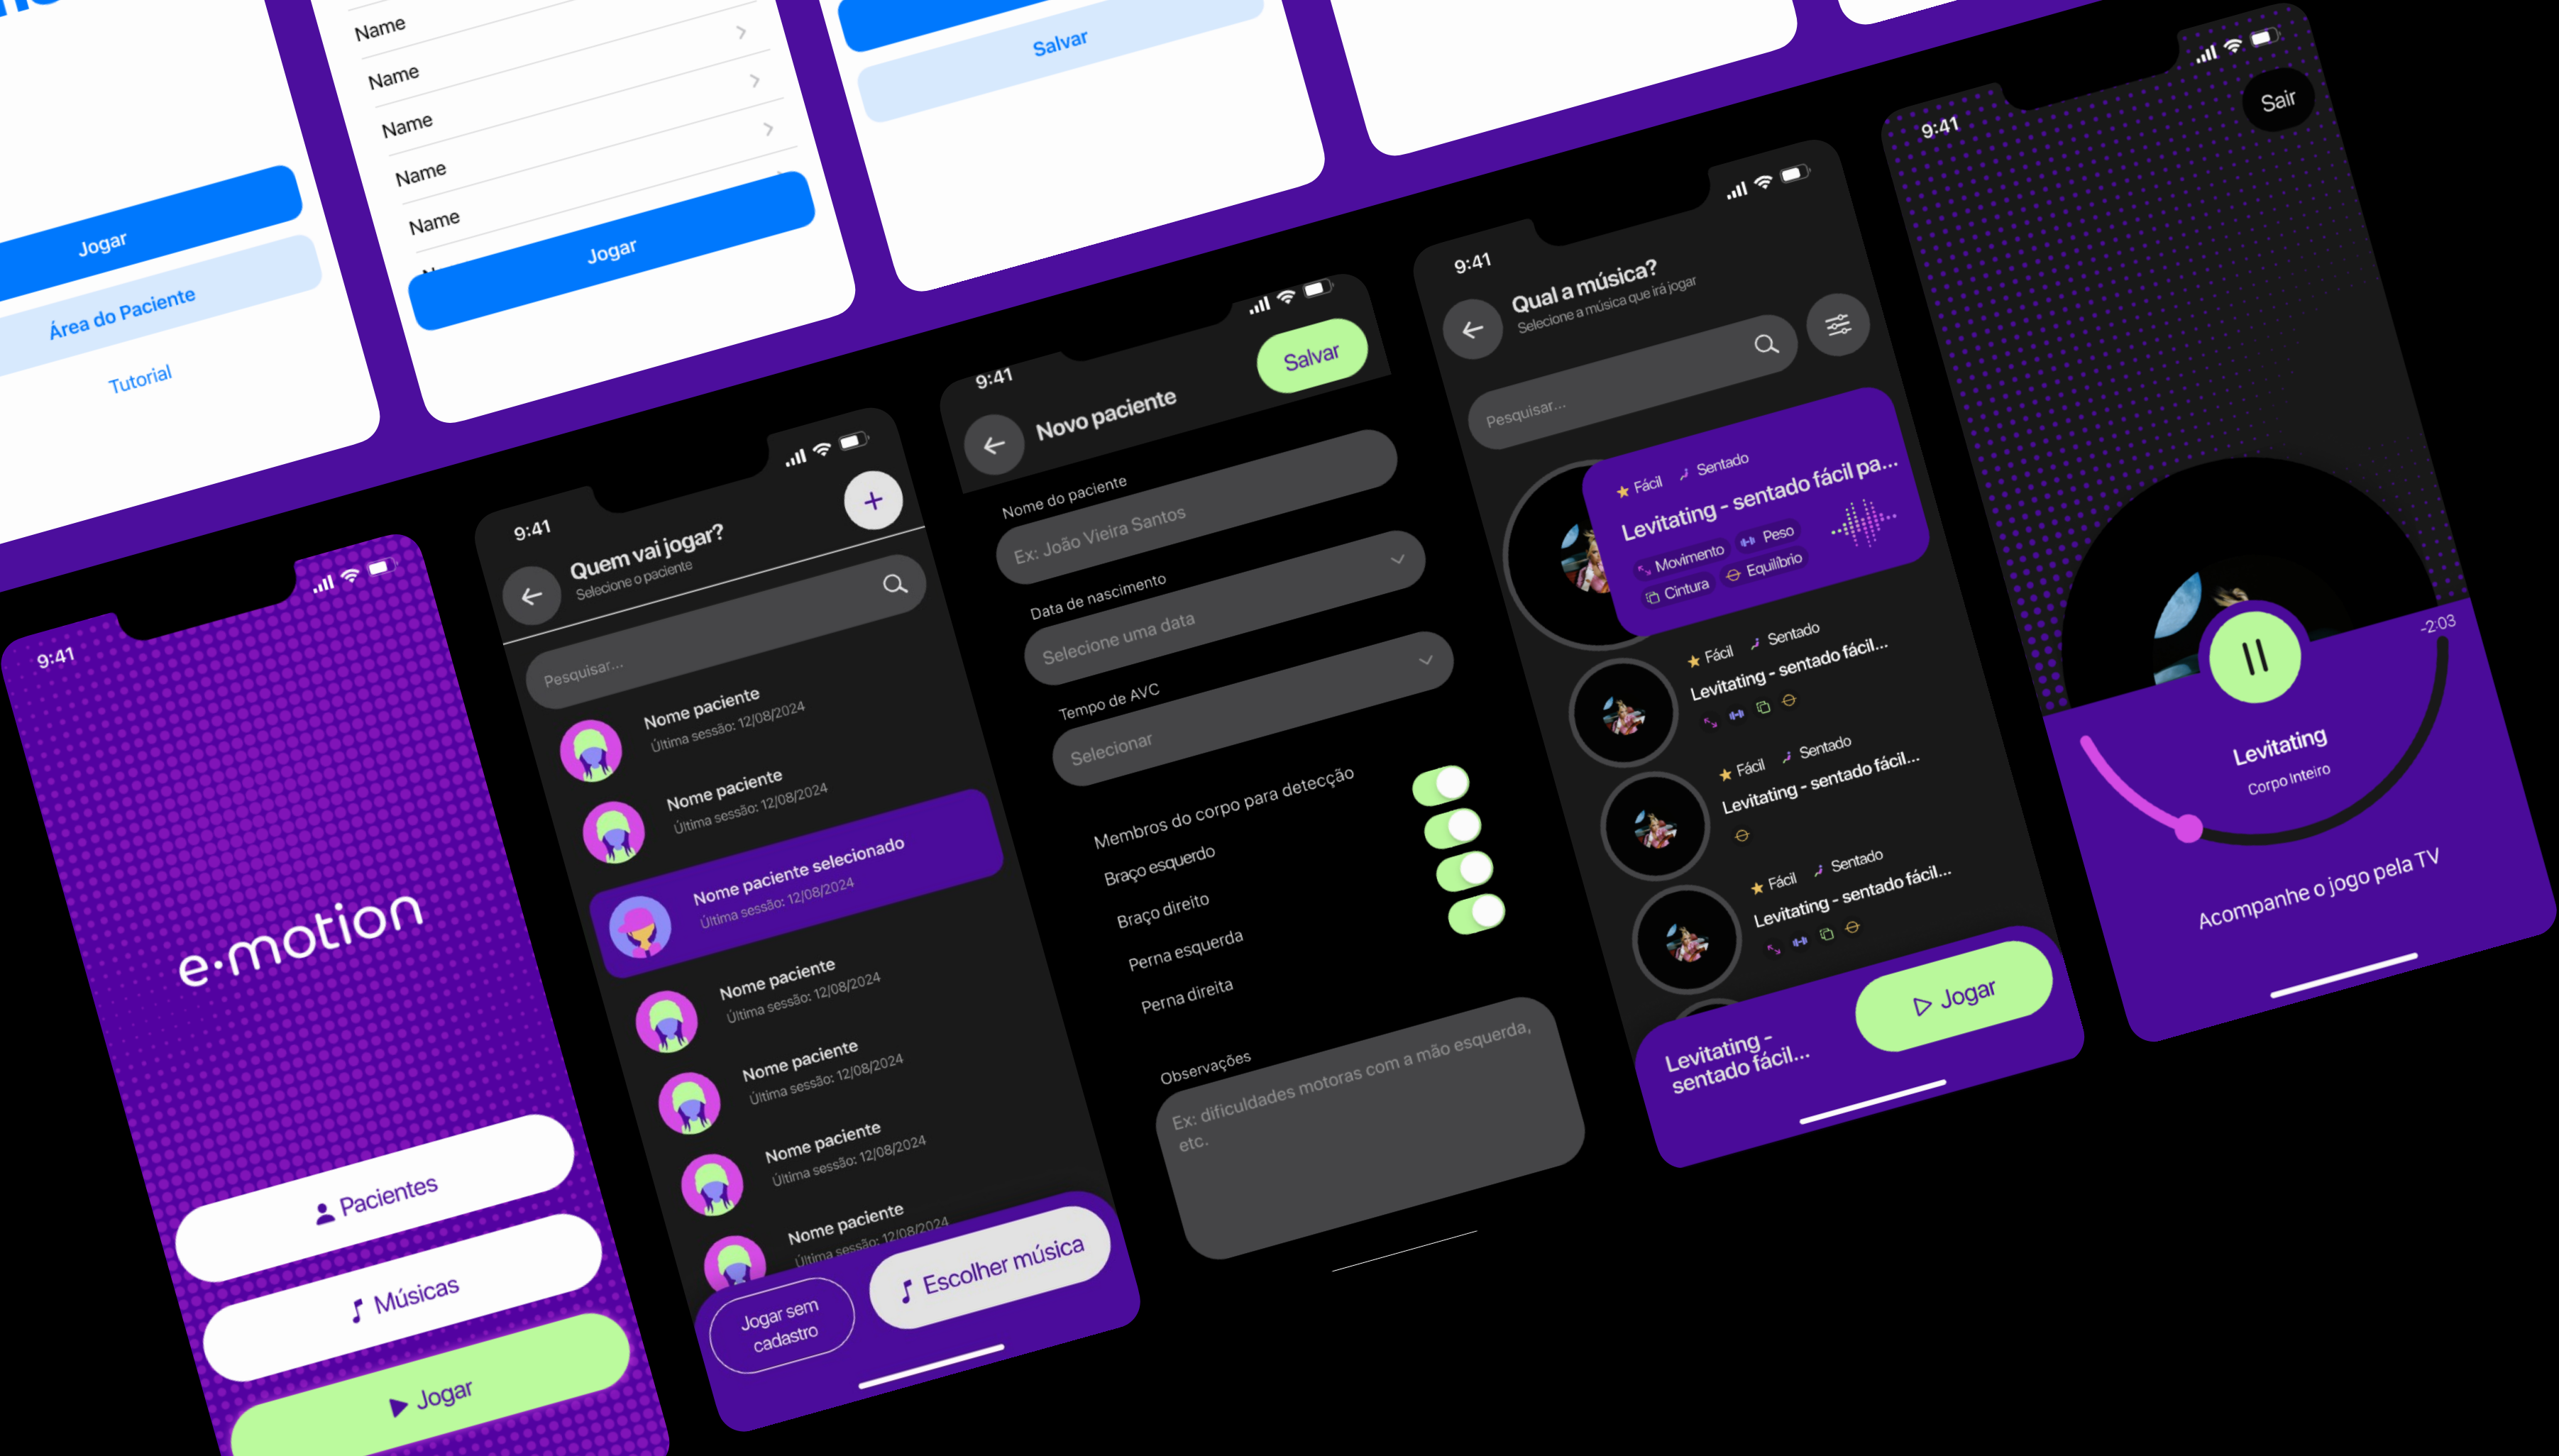 Jogar
Área do Paciente
Tutorial
Name
Name
Name
Name
Name
Jogar
Salvar
9:41
e·motion
Pacientes
Músicas
Jogar
9:41
Quem vai jogar?
Selecione o paciente
Pesquisar...
Nome paciente
Última sessão: 12/08/2024
Nome paciente
Última sessão: 12/08/2024
Nome paciente selecionado
Última sessão: 12/08/2024
Nome paciente
Última sessão: 12/08/2024
Nome paciente
Última sessão: 12/08/2024
Nome paciente
Última sessão: 12/08/2024
Nome paciente
Última sessão: 12/08/2024
Jogar sem
cadastro
Escolher música
9:41
Novo paciente
Salvar
Nome do paciente
Ex: João Vieira Santos
Data de nascimento
Selecione uma data
Tempo de AVC
Selecionar
Membros do corpo para detecção
Braço esquerdo
Braço direito
Perna esquerda
Perna direita
Observações
Ex: dificuldades motoras com a mão esquerda,
etc.
9:41
Qual a música?
Selecione a música que irá jogar
Pesquisar...
Fácil Sentado
Levitating - sentado fácil pa...
Movimento Peso
Cintura Equilíbrio
Fácil Sentado
Levitating - sentado fácil...
Fácil Sentado
Levitating - sentado fácil...
Fácil Sentado
Levitating - sentado fácil...
Levitating -
sentado fácil...
Jogar
9:41
Sair
-2:03
Levitating
Corpo Inteiro
Acompanhe o jogo pela TV